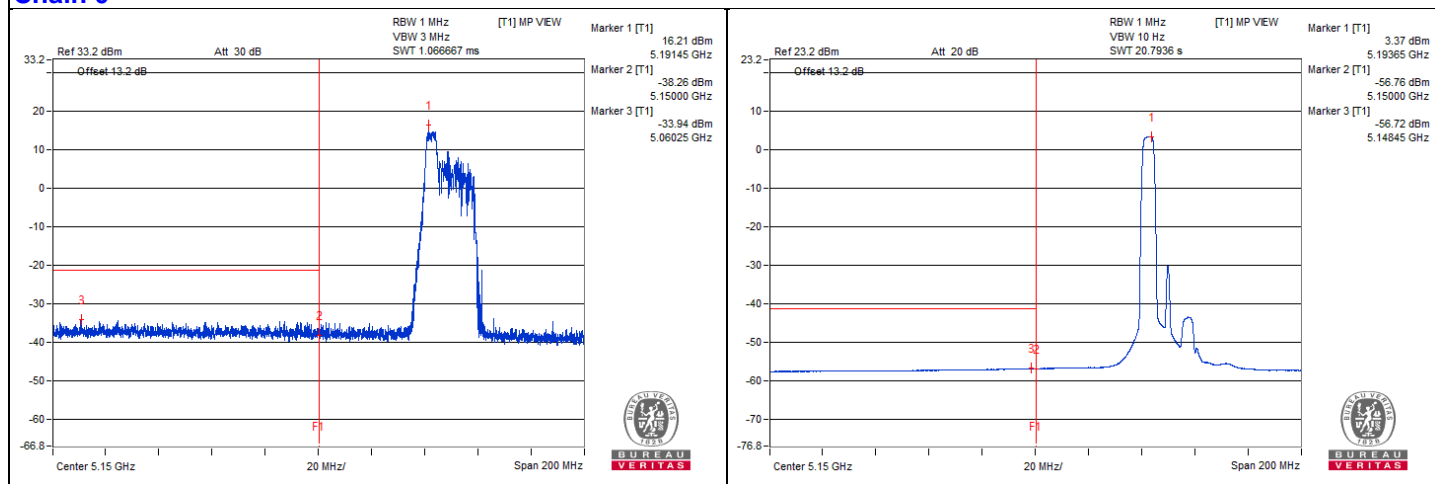 RBW 1 MHz
[T1] MP VIEW
VBW 3 MHz
Ref 33.2 dBm
Att 30 dB
SWT 1.066667 ms
Marker 1 [T1]
16.21 dBm
5.19145 GHz
Marker 2 [T1]
-38.26 dBm
5.15000 GHz
Marker 3 [T1]
-33.94 dBm
5.06025 GHz
33.2
Offset 13.2 dB
20
10
0
-10
-20
-30
-40
-50
-60
-66.8
1
2
3
F1
Center 5.15 GHz
20 MHz/
Span 200 MHz
BUREAU VERITAS
1828
BUREAU
VERITAS
RBW 1 MHz
[T1] MP VIEW
VBW 10 Hz
Ref 23.2 dBm
Att 20 dB
SWT 20.7936 s
Marker 1 [T1]
3.37 dBm
5.19365 GHz
Marker 2 [T1]
-56.76 dBm
5.15000 GHz
Marker 3 [T1]
-56.72 dBm
5.14845 GHz
23.2
Offset 13.2 dB
10
0
-10
-20
-30
-40
-50
-60
-70
-76.8
1
32
F1
Center 5.15 GHz
20 MHz/
Span 200 MHz
BUREAU VERITAS
1828
BUREAU
VERITAS